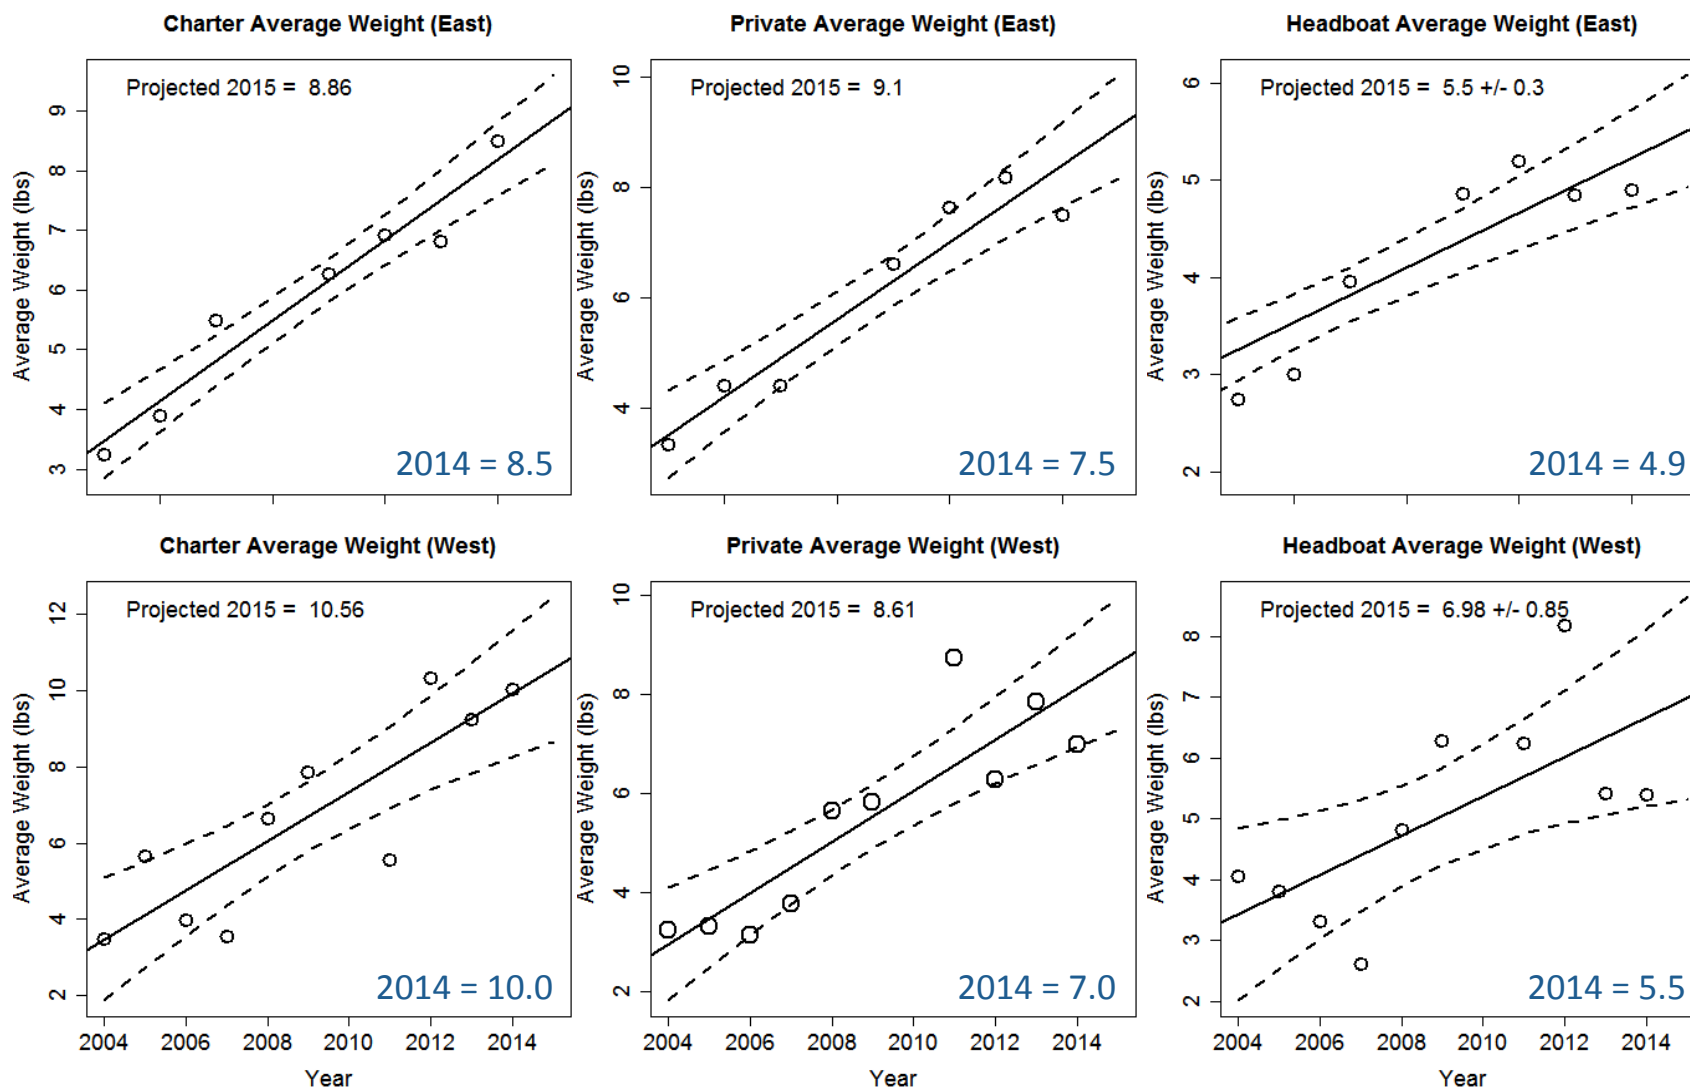 Charter Average Weight (East)
Projected 2015 = 8.86
Average Weight (lbs)
9
8
7
6
5
4
3
2014 = 8.5
Private Average Weight (East)
Projected 2015 = 9.1
Average Weight (lbs)
10
8
6
4
2014 = 7.5
Headboat Average Weight (East)
Projected 2015 = 5.5 +/- 0.3
Average Weight (lbs)
6
5
4
3
2
2014 = 4.9
Charter Average Weight (West)
Projected 2015 = 10.56
Average Weight (lbs)
12
10
8
6
4
2
2014 = 10.0
2004 2006 2008 2010 2012 2014
Year
Private Average Weight (West)
Projected 2015 = 8.61
Average Weight (lbs)
10
8
6
4
2
2014 = 7.0
2004 2006 2008 2010 2012 2014
Year
Headboat Average Weight (West)
Projected 2015 = 6.98 +/- 0.85
Average Weight (lbs)
8
7
6
5
4
3
2
2014 = 5.5
2004 2006 2008 2010 2012 2014
Year